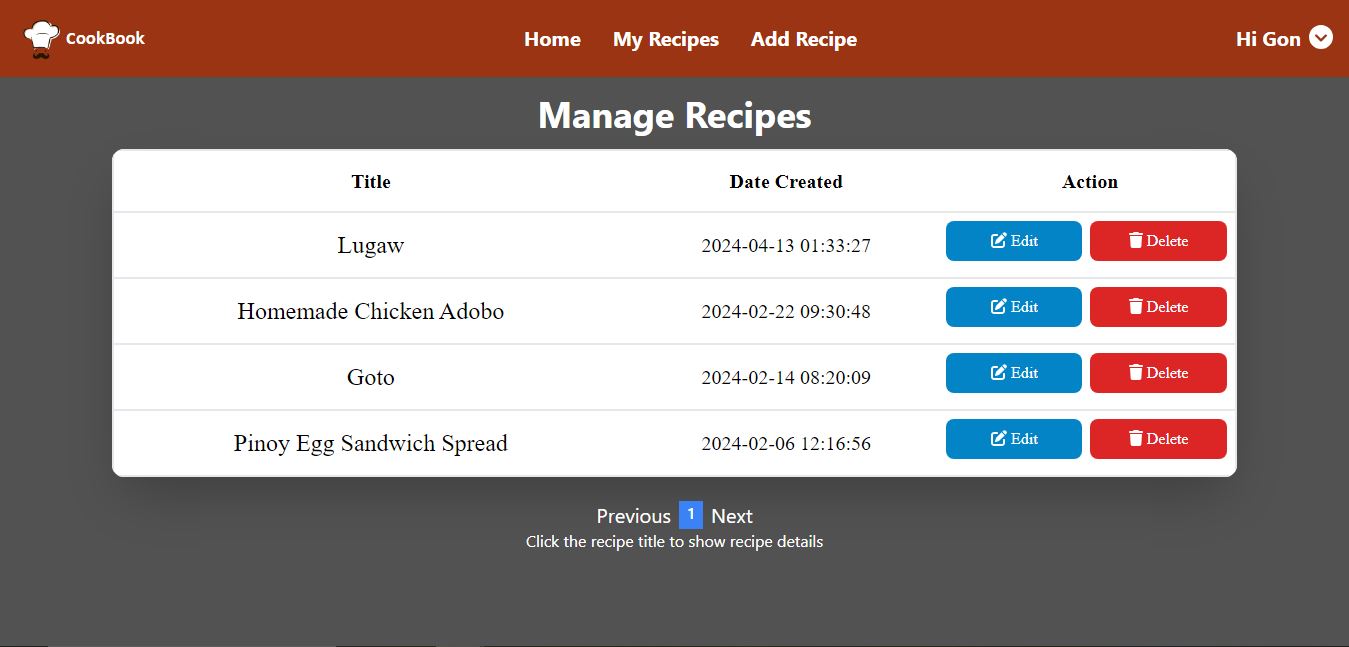 CookBook Home My Recipes Add Recipe Hi Gon
Manage Recipes
Title Date Created Action
Lugaw 2024-04-13 01:33:27 Edit Delete
Homemade Chicken Adobo 2024-02-22 09:30:48 Edit Delete
Goto 2024-02-14 08:20:09 Edit Delete
Pinoy Egg Sandwich Spread 2024-02-06 12:16:56 Edit Delete
Previous 1 Next
Click the recipe title to show recipe details